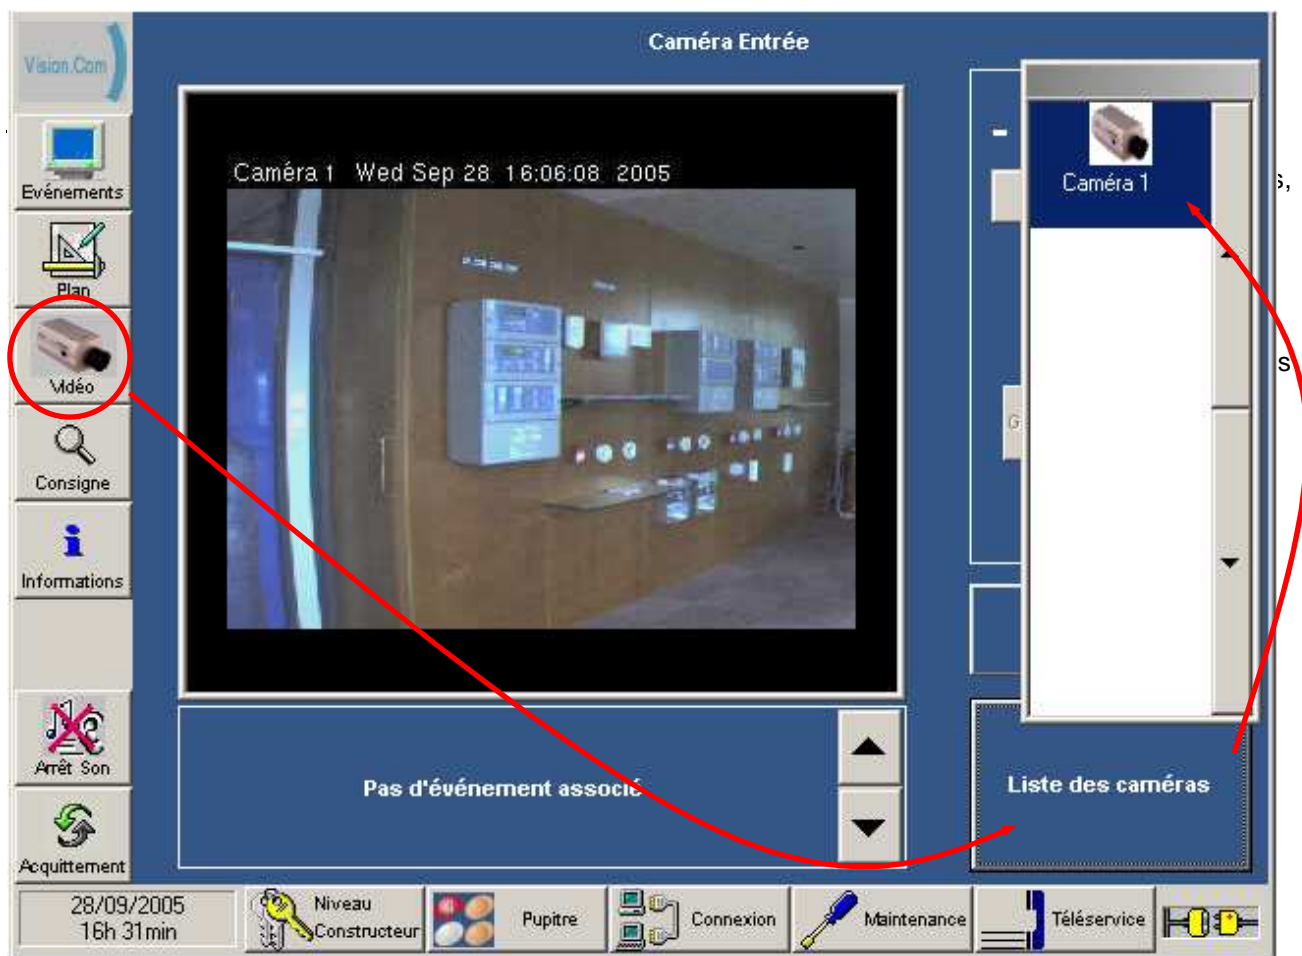 Caméra Entrée
Vision.Com
Caméra 1 Wed Sep 28 16:06:08 2005
Caméra 1
s,
Evénements
Plan
s
Vidéo
G
Consigne
Informations
Arrêt Son
Pas d'événement associé
Liste des caméras
Acquittement
28/09/2005
16h 31min
Niveau
Constructeur
Pupitre
Connexion
Maintenance
Téléservice